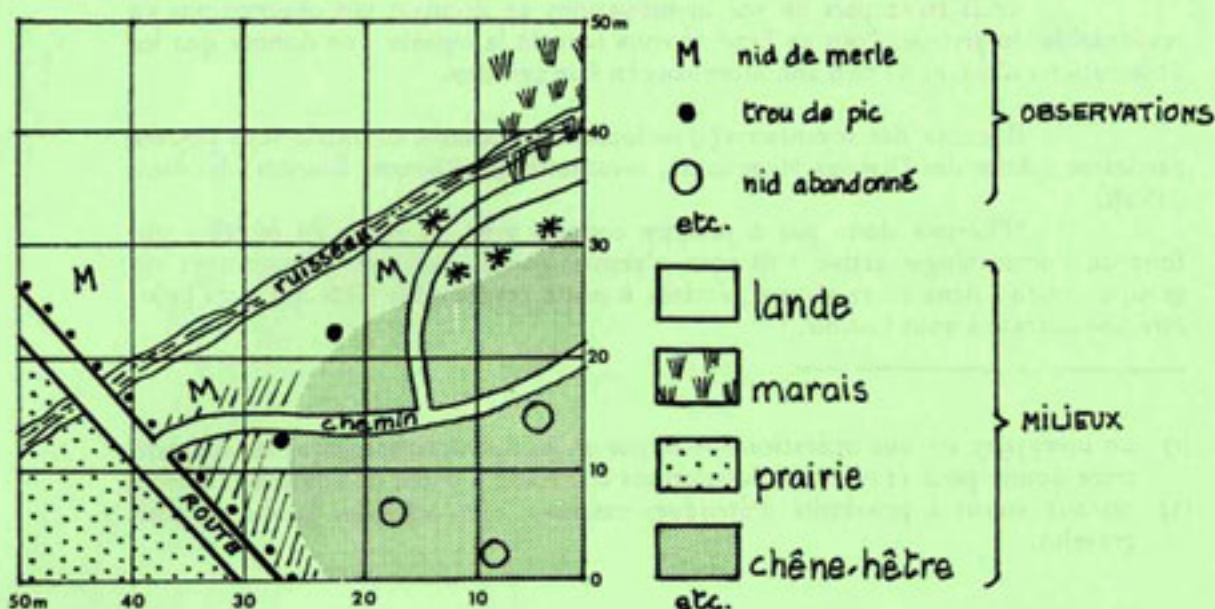 50m
40
30
20
10
0
50m
40
30
20
10
M
M
M
ruisseau
chemin
ROUTE
M nid de merle
trou de pic
nid abandonné
etc.
OBSERVATIONS
lande
marais
prairie
chêne-hêtre
etc.
MILIEUX